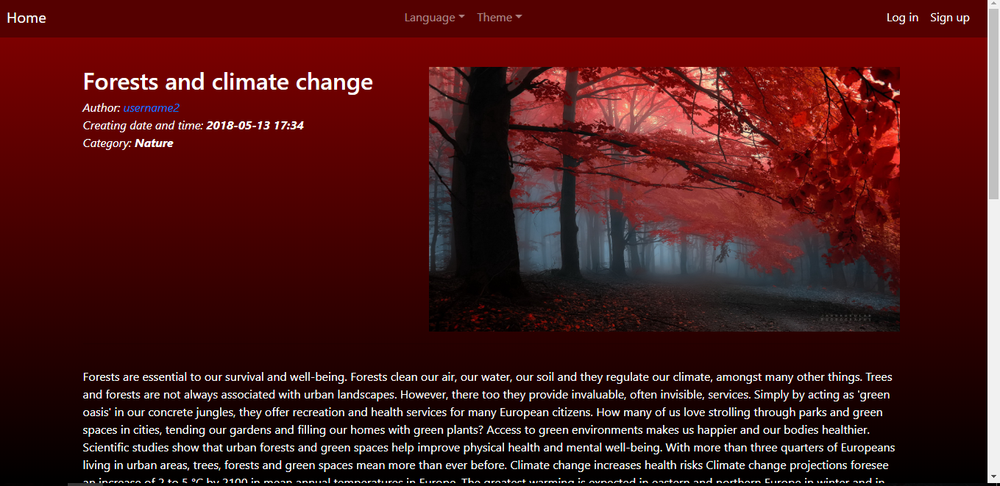 Home Language Theme Log in Sign up
Forests and climate change
Author: username2
Creating date and time: 2018-05-13 17:34
Category: Nature
Forests are essential to our survival and well-being. Forests clean our air, our water, our soil and they regulate our climate, amongst many other things. Trees
and forests are not always associated with urban landscapes. However, there too they provide invaluable, often invisible, services. Simply by acting as 'green
oasis' in our concrete jungles, they offer recreation and health services for many European citizens. How many of us love strolling through parks and green
spaces in cities, tending our gardens and filling our homes with green plants? Access to green environments makes us happier and our bodies healthier.
Scientific studies show that urban forests and green spaces help improve physical health and mental well-being. With more than three quarters of Europeans
living in urban areas, trees, forests and green spaces mean more than ever before. Climate change increases health risks Climate change projections foresee
an increase of 2 to 5 °C by 2100 in mean annual temperatures in Europe. The greatest warming is expected in eastern and northern Europe in winter and in